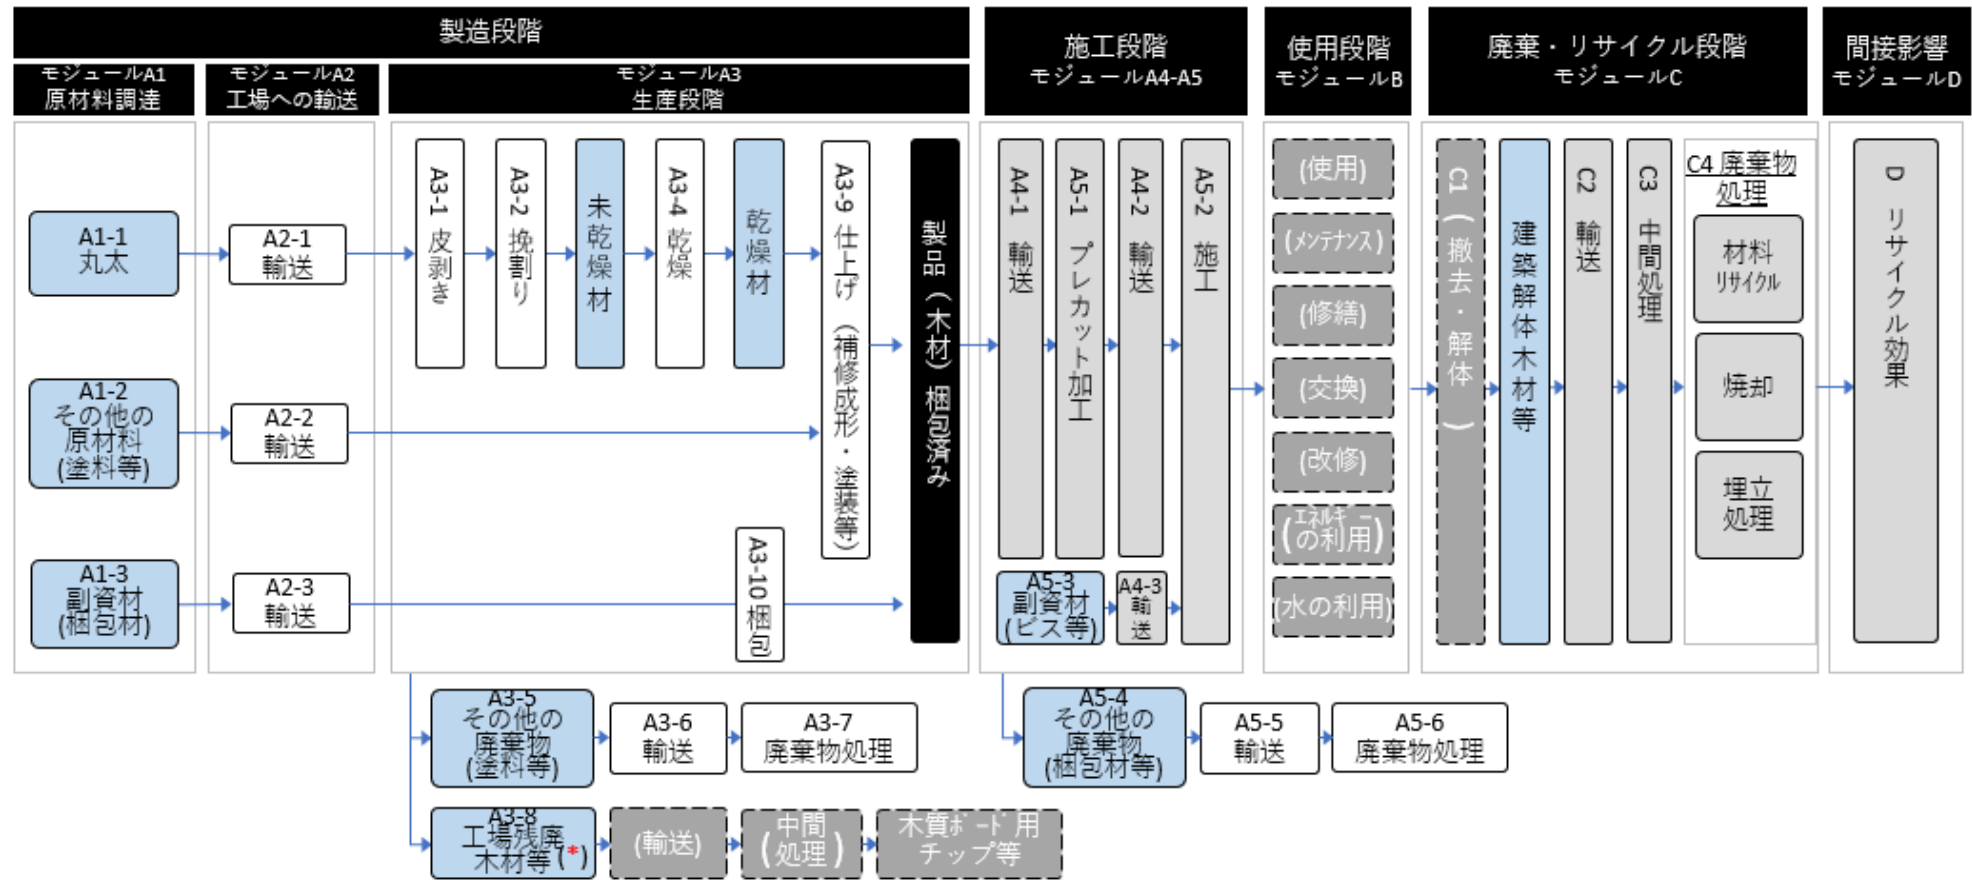 製造段階
モジュールA1
原材料調達
モジュールA2
工場への輸送
モジュールA3
生産段階
施工段階
モジュールA4-A5
使用段階
モジュールB
廃棄・リサイクル段階
モジュールC
間接影響
モジュールD
A1-1
丸太
A2-1
輸送
A3-1 皮剥き
A3-2 挽割り
未乾燥材
A3-4 乾燥
乾燥材
A3-9 仕上げ (補修成形・塗装等)
製品(木材)梱包済み
A1-2
その他の
原材料
(塗料等)
A2-2
輸送
A1-3
副資材
(梱包材)
A2-3
輸送
A3-10 梱包
A4-1 輸送
A5-1 プレカット加工
A4-2 輸送
A5-2 施工
A5-3
副資材
(ビス等)
A4-3
輸
送
(使用)
(メンテナンス)
(修繕)
(交換)
(改修)
(エネルギー
の利用)
(水の利用)
C1(撤去・解体)
建築解体木材等
C2 輸送
C3 中間処理
C4 廃棄物
処理
材料
リサイクル
焼却
埋立
処理
D リサイクル効果
A3-5
その他の
廃棄物
(塗料等)
A3-6
輸送
A3-7
廃棄物処理
A5-4
その他の
廃棄物
(梱包材等)
A5-5
輸送
A5-6
廃棄物処理
A3-8
工場残廃
木材等(*)
(輸送)
(中間
処理)
木質ボード用
チップ等